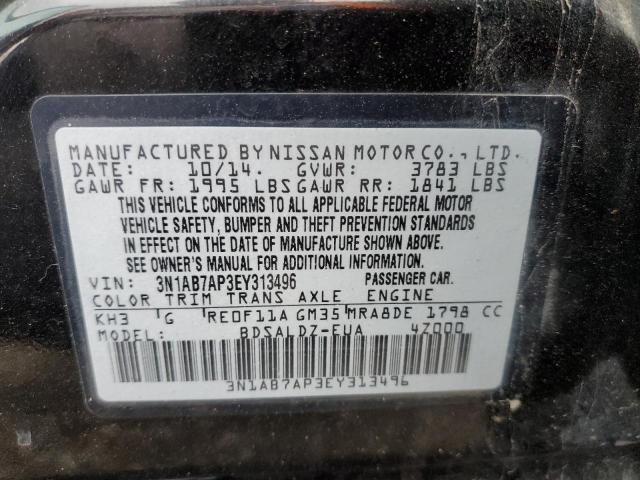 MANUFACTURED BY NISSAN MOTOR CO., LTD.
DATE: 10/14. GVWR: 3783 LBS
GAWR FR: 1995 LBS GAWR RR: 1841 LBS
THIS VEHICLE CONFORMS TO ALL APPLICABLE FEDERAL MOTOR
VEHICLE SAFETY, BUMPER AND THEFT PREVENTION STANDARDS
IN EFFECT ON THE DATE OF MANUFACTURE SHOWN ABOVE.
SEE OWNER'S MANUAL FOR ADDITIONAL INFORMATION.
VIN: 3N1AB7AP3EY313496 PASSENGER CAR.
COLOR TRIM TRANS AXLE ENGINE
KH3 G RE0F11A GM35 MRA8DE 1798 CC
MODEL: BDSALDZ-EUA 4Z000
3N1AB7AP3EY313496